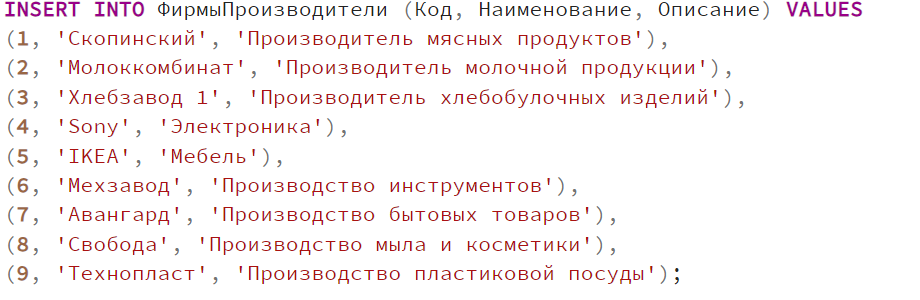 INSERT INTO ФирмыПроизводители (Код, Наименование, Описание) VALUES
(1, 'Скопинский', 'Производитель мясных продуктов'),
(2, 'Молоккомбинат', 'Производитель молочной продукции'),
(3, 'Хлебзавод 1', 'Производитель хлебобулочных изделий'),
(4, 'Sony', 'Электроника'),
(5, 'IKEA', 'Мебель'),
(6, 'Мехзавод', 'Производство инструментов'),
(7, 'Авангард', 'Производство бытовых товаров'),
(8, 'Свобода', 'Производство мыла и косметики'),
(9, 'Технопласт', 'Производство пластиковой посуды');